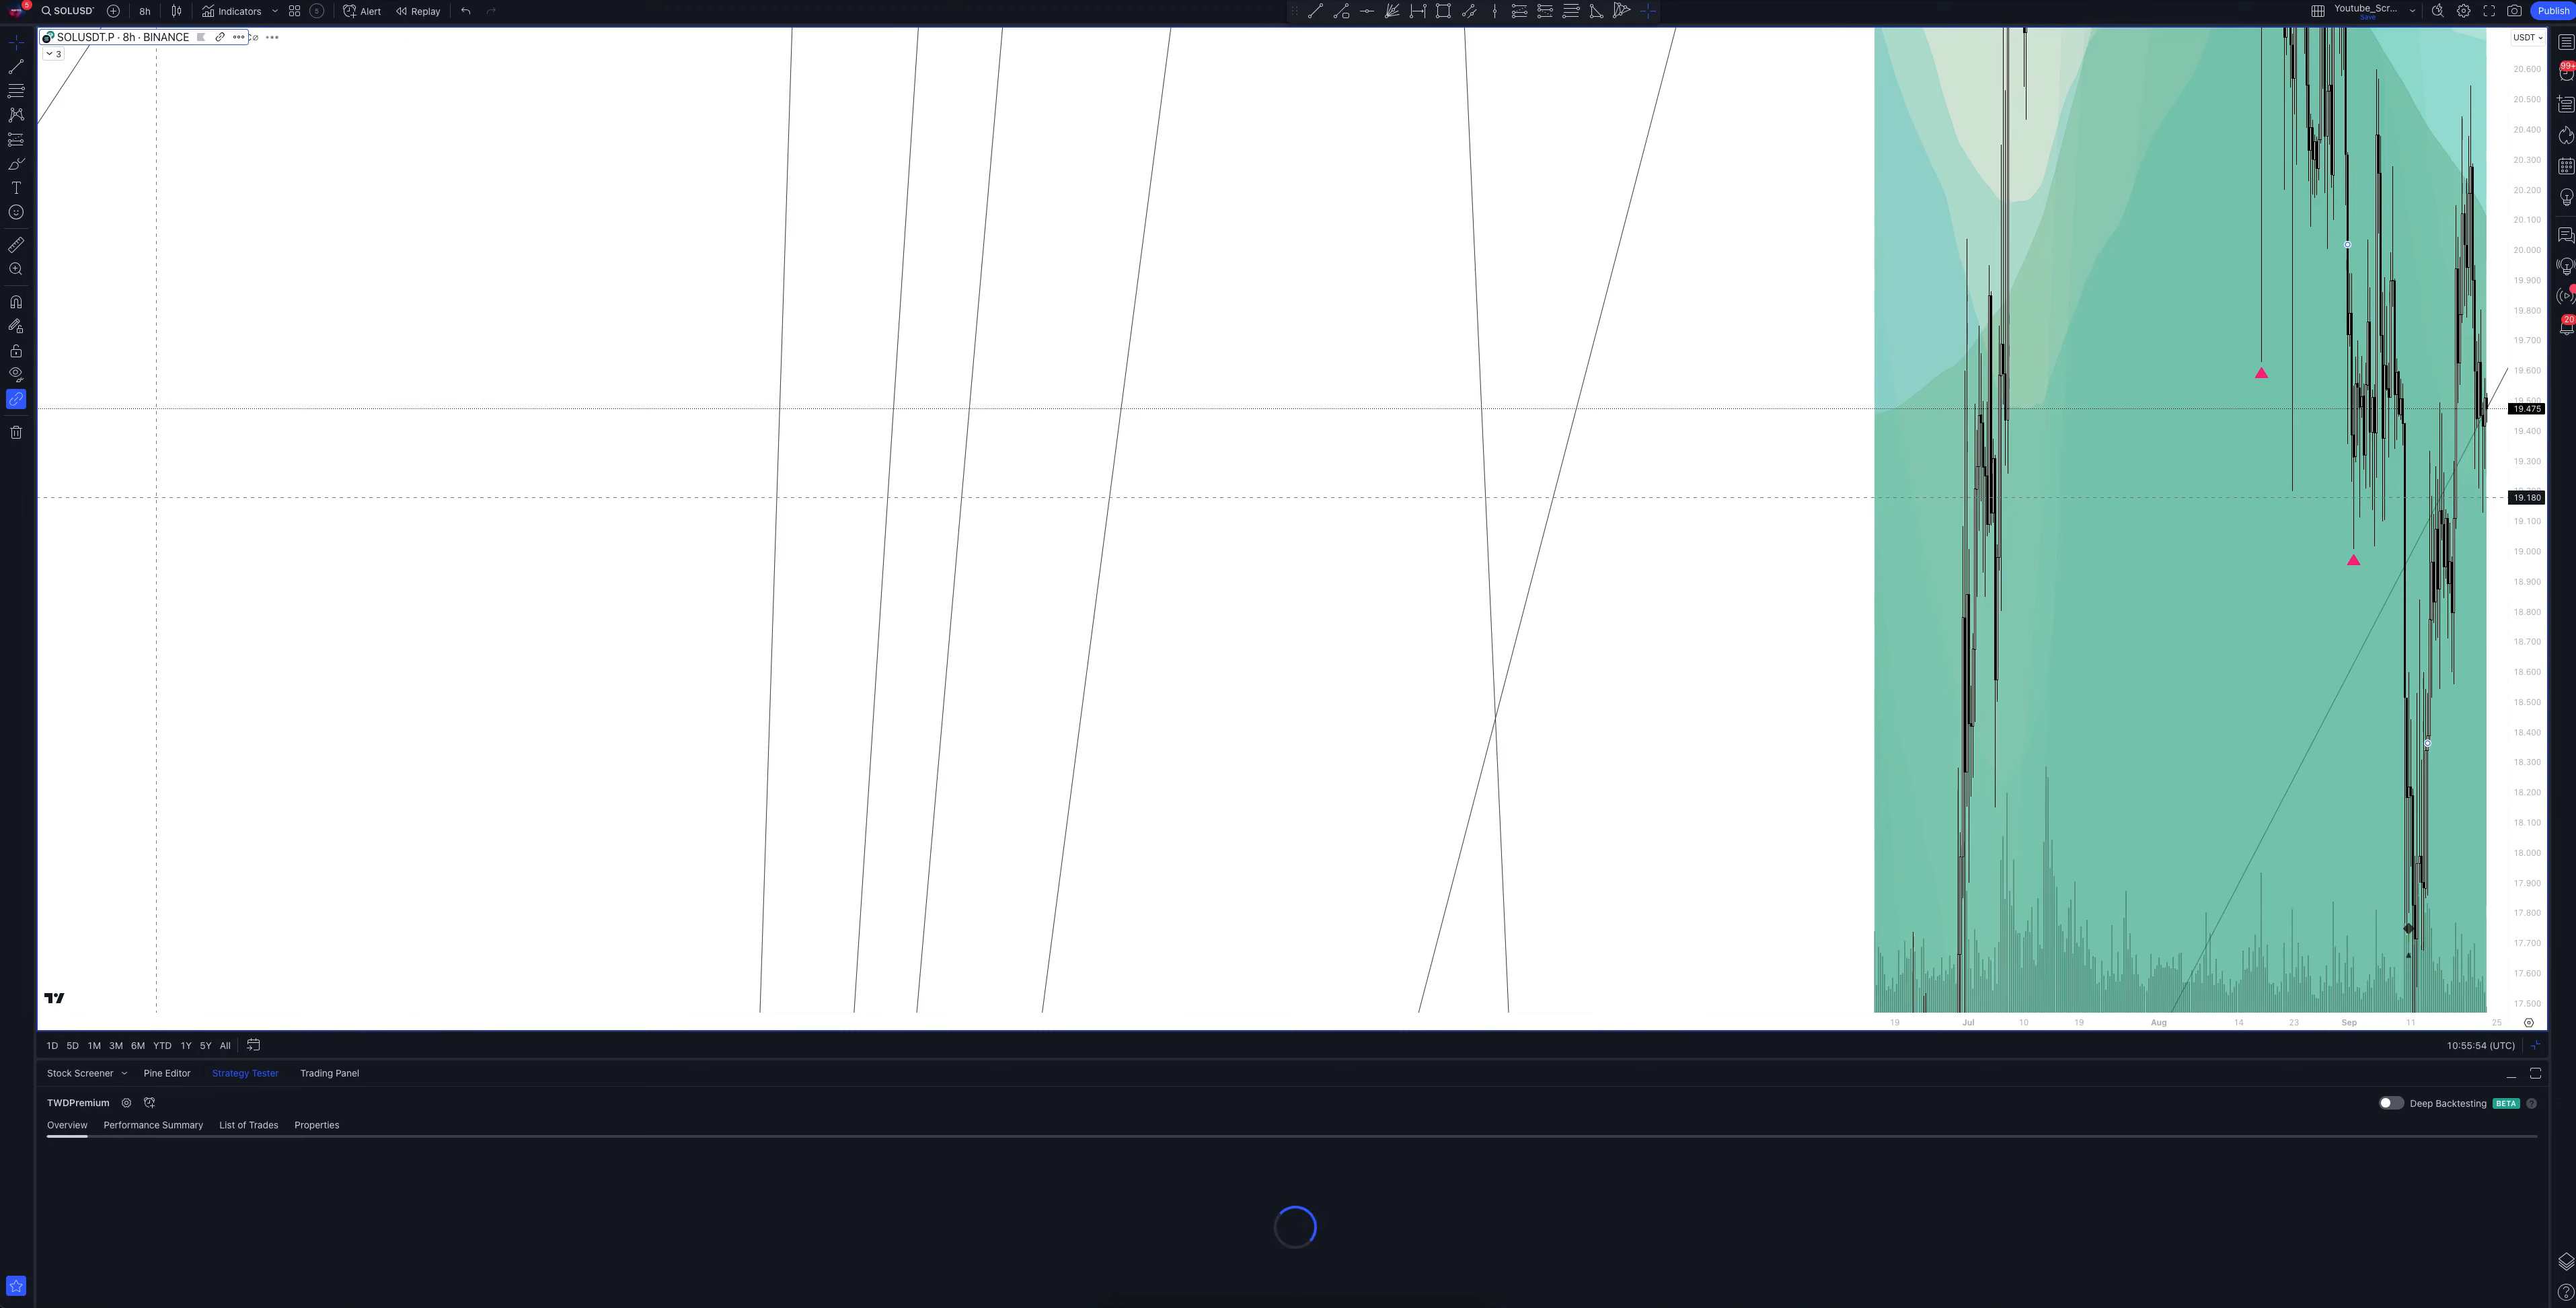 5
SOLUSD
8h
Indicators
5
Alert
Replay
Youtube_Scr...
Save
Publish
SOLUSDT.P · 8h · BINANCE
3
USDT
20.600
20.500
20.400
20.300
20.200
20.100
20.000
19.900
19.800
19.700
19.600
19.475
19.400
19.300
19.180
19.100
19.000
18.900
18.800
18.700
18.600
18.500
18.400
18.300
18.200
18.100
18.000
17.900
17.800
17.700
17.600
17.500
99+
20
19 Jul 10 19 Aug 14 23 Sep 11 25
1D 5D 1M 3M 6M YTD 1Y 5Y All
10:55:54 (UTC)
Stock Screener Pine Editor Strategy Tester Trading Panel
TWDPremium
Deep Backtesting BETA
Overview Performance Summary List of Trades Properties